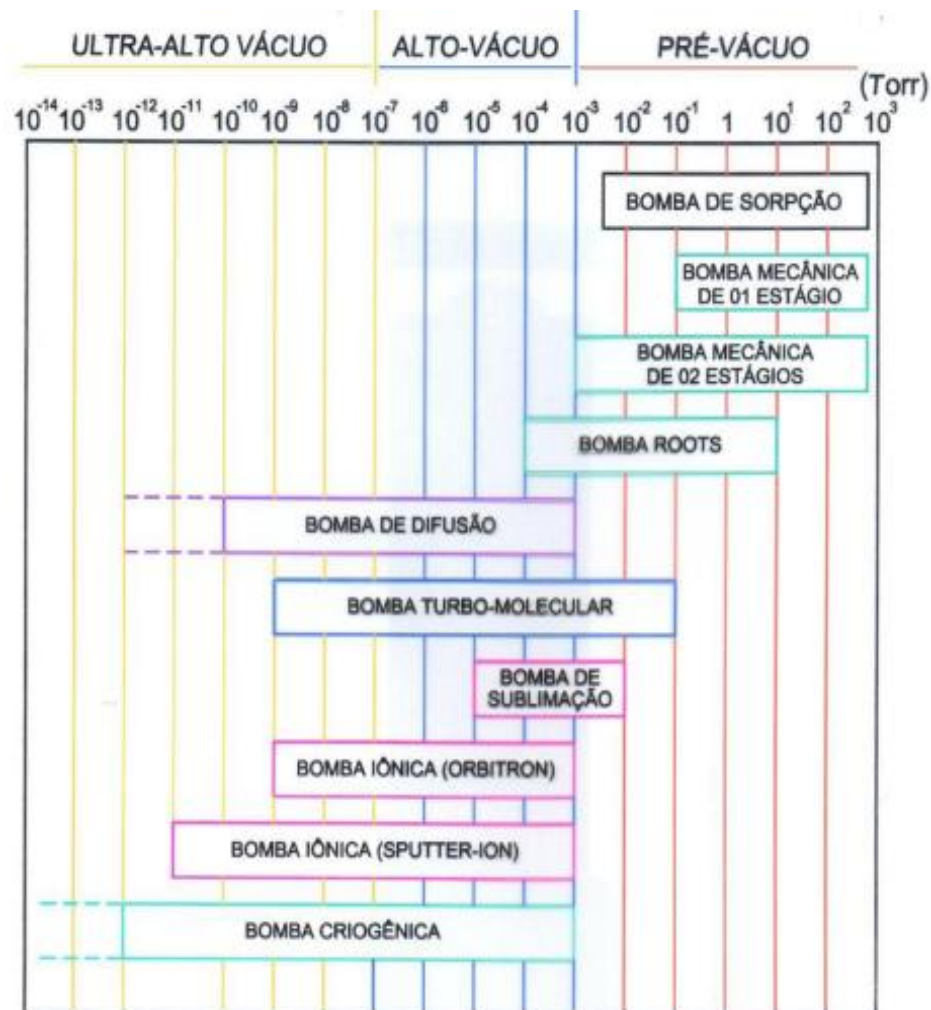 ULTRA-ALTO VÁCUO ALTO-VÁCUO PRÉ-VÁCUO
(Torr)
10⁻¹⁴ 10⁻¹³ 10⁻¹² 10⁻¹¹ 10⁻¹⁰ 10⁻⁹ 10⁻⁸ 10⁻⁷ 10⁻⁶ 10⁻⁵ 10⁻⁴ 10⁻³ 10⁻² 10⁻¹ 1 10¹ 10² 10³
BOMBA DE SORPÇÃO
BOMBA MECÂNICA
DE 01 ESTÁGIO
BOMBA MECÂNICA
DE 02 ESTÁGIOS
BOMBA ROOTS
BOMBA DE DIFUSÃO
BOMBA TURBO-MOLECULAR
BOMBA DE
SUBLIMAÇÃO
BOMBA IÔNICA (ORBITRON)
BOMBA IÔNICA (SPUTTER-ION)
BOMBA CRIOGÊNICA